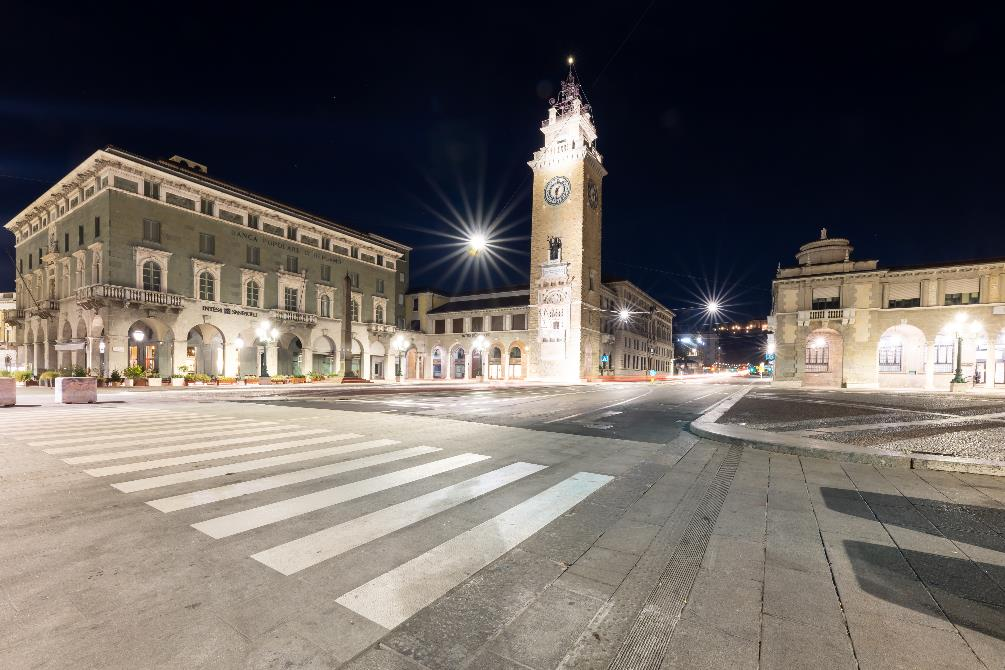 BANCA POPOLARE DI BERGAMO
INTESA SANPAOLO